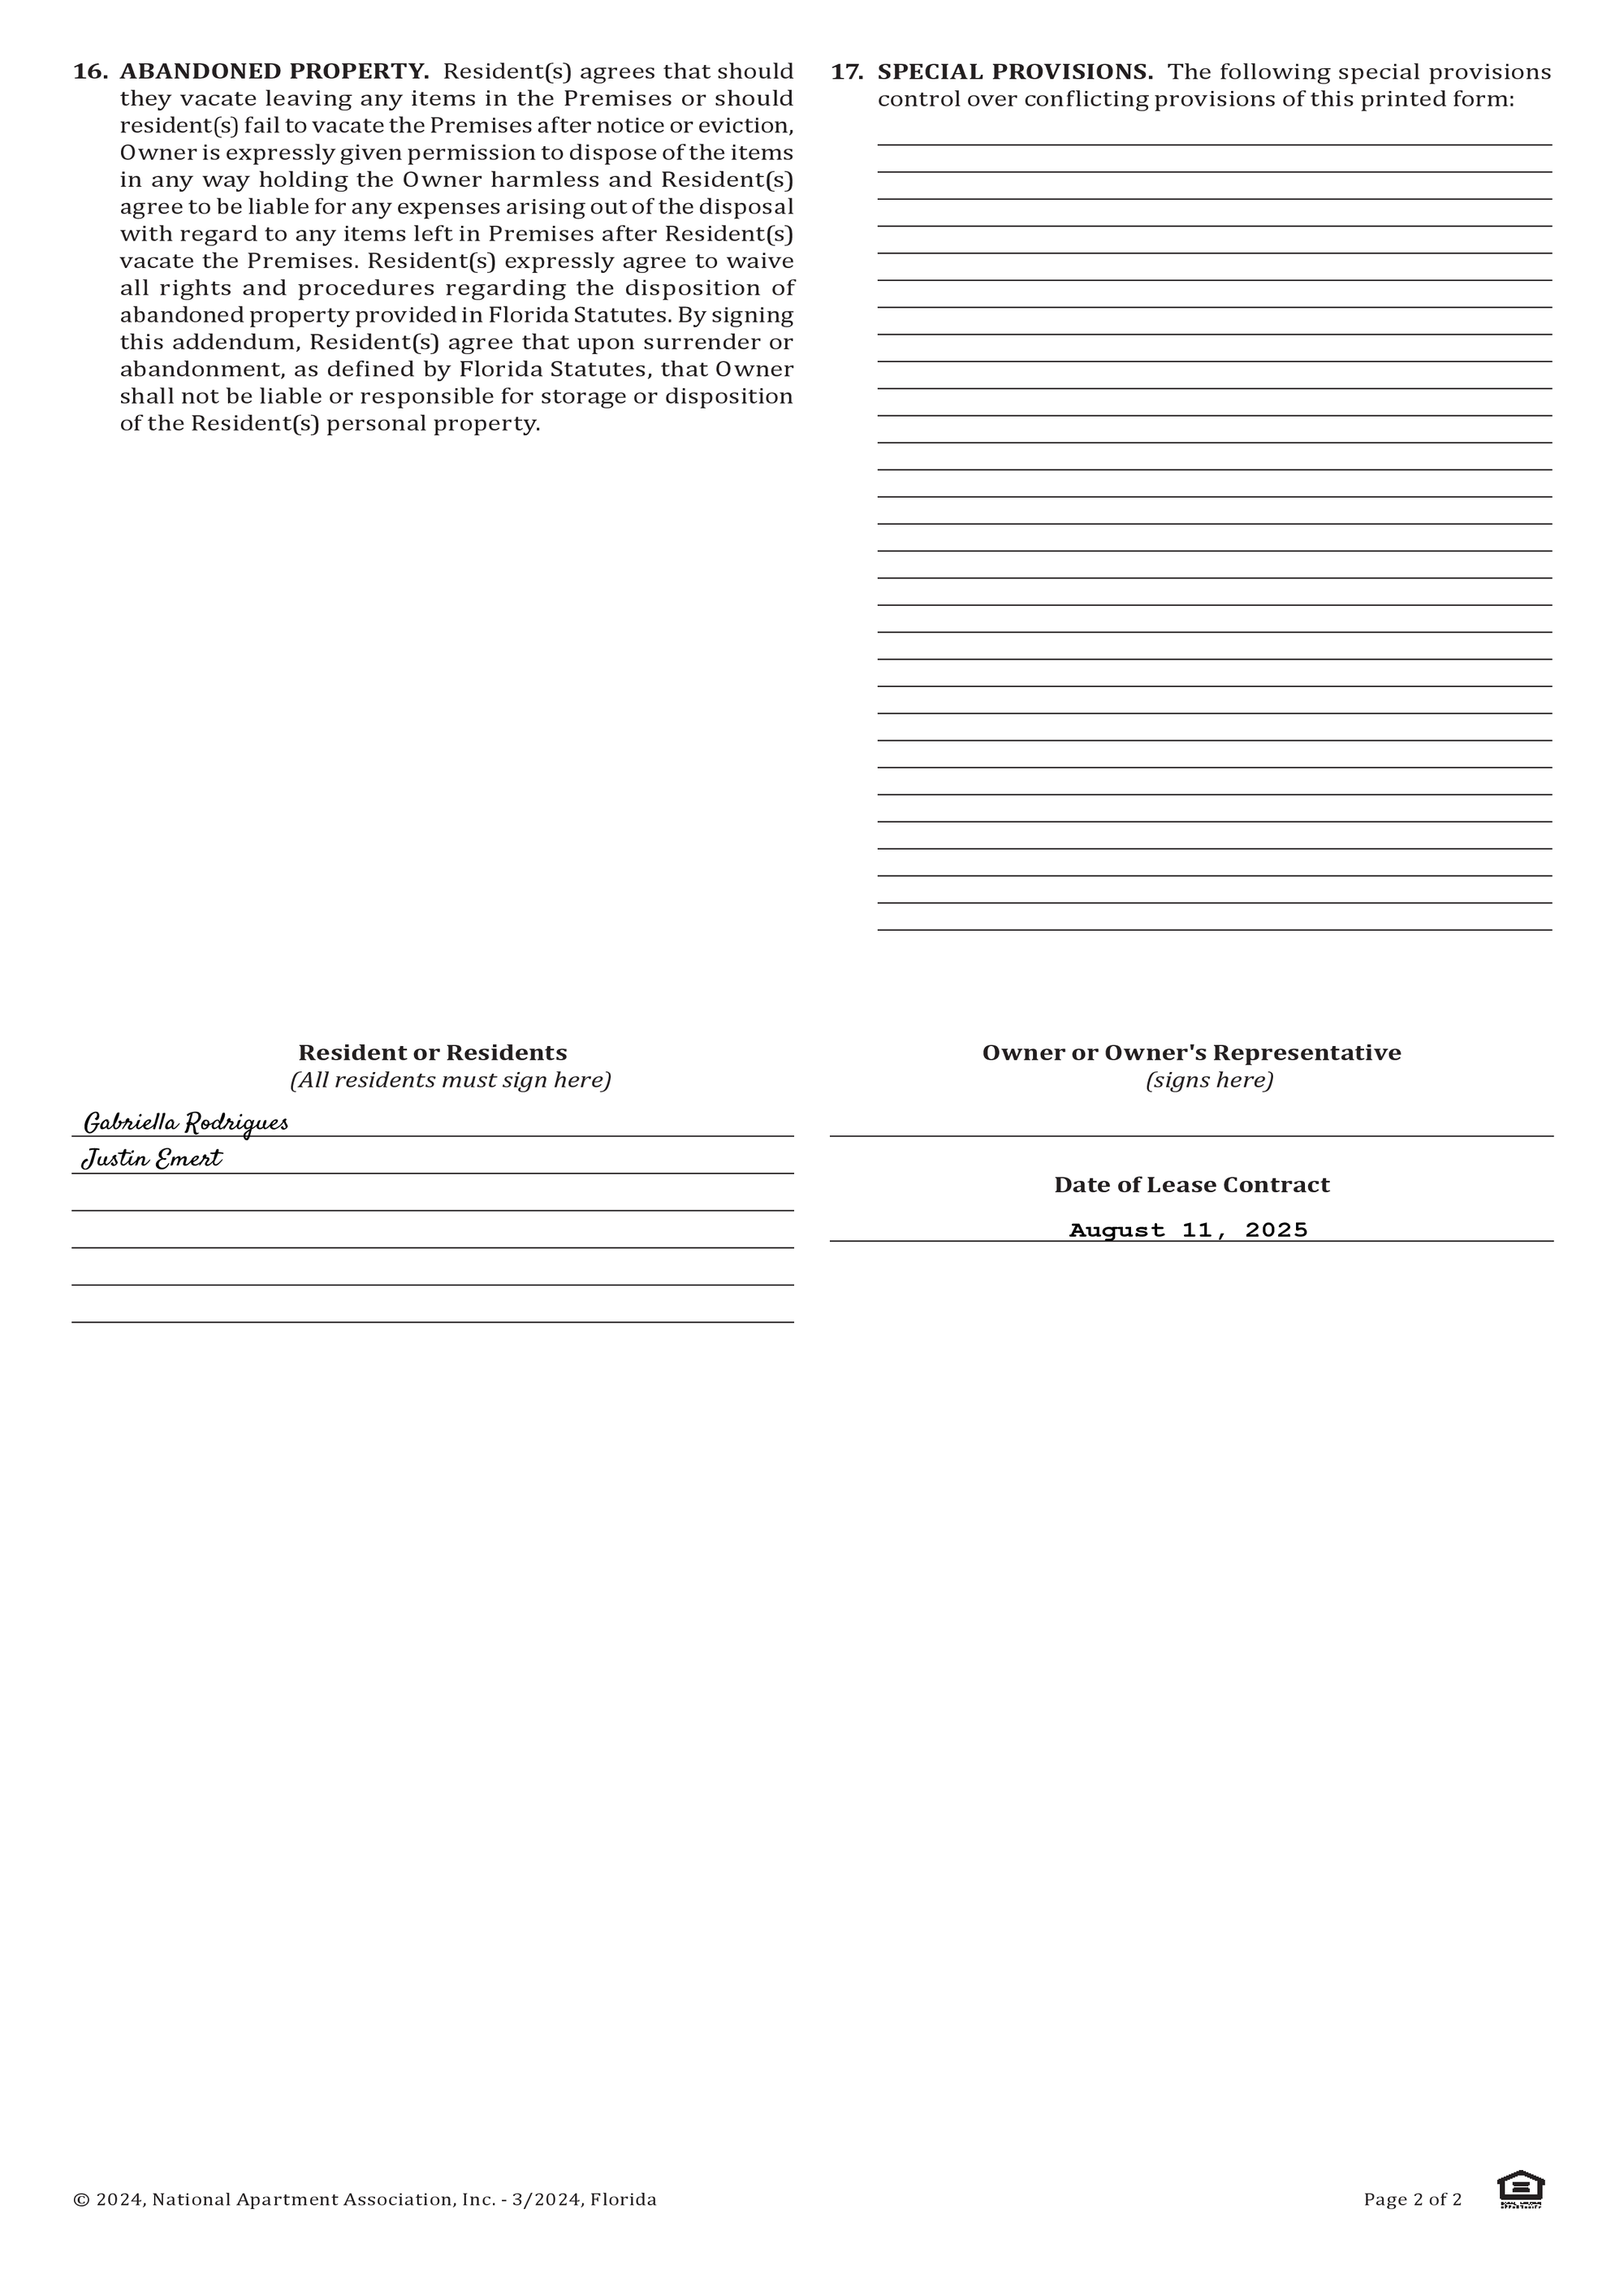 16. ABANDONED PROPERTY. Resident(s) agrees that should
they vacate leaving any items in the Premises or should
resident(s) fail to vacate the Premises after notice or eviction,
Owner is expressly given permission to dispose of the items
in any way holding the Owner harmless and Resident(s)
agree to be liable for any expenses arising out of the disposal
with regard to any items left in Premises after Resident(s)
vacate the Premises. Resident(s) expressly agree to waive
all rights and procedures regarding the disposition of
abandoned property provided in Florida Statutes. By signing
this addendum, Resident(s) agree that upon surrender or
abandonment, as defined by Florida Statutes, that Owner
shall not be liable or responsible for storage or disposition
of the Resident(s) personal property.
17. SPECIAL PROVISIONS. The following special provisions
control over conflicting provisions of this printed form:
Resident or Residents
(All residents must sign here)
Gabriella Rodrigues
Justin Emert
Owner or Owner's Representative
(signs here)
Date of Lease Contract
August 11, 2025
© 2024, National Apartment Association, Inc. - 3/2024, Florida
Page 2 of 2
EQUAL HOUSING
OPPORTUNITY